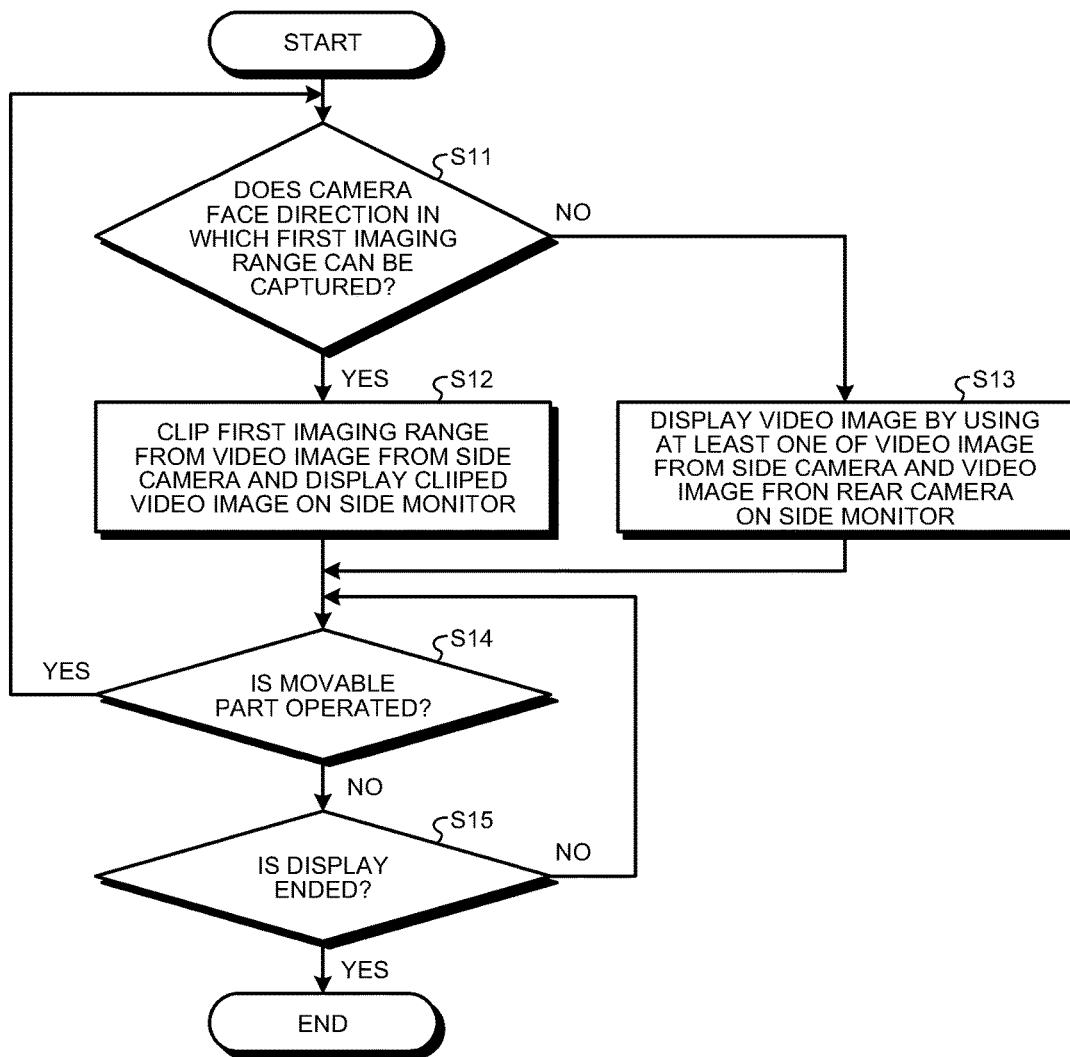 START
S11
DOES CAMERA
FACE DIRECTION IN
WHICH FIRST IMAGING
RANGE CAN BE
CAPTURED?
NO
YES
S12
CLIP FIRST IMAGING RANGE
FROM VIDEO IMAGE FROM SIDE
CAMERA AND DISPLAY CLIIPED
VIDEO IMAGE ON SIDE MONITOR
S13
DISPLAY VIDEO IMAGE BY USING
AT LEAST ONE OF VIDEO IMAGE
FROM SIDE CAMERA AND VIDEO
IMAGE FRON REAR CAMERA
ON SIDE MONITOR
S14
YES
IS MOVABLE
PART OPERATED?
NO
S15
IS DISPLAY
ENDED?
NO
YES
END